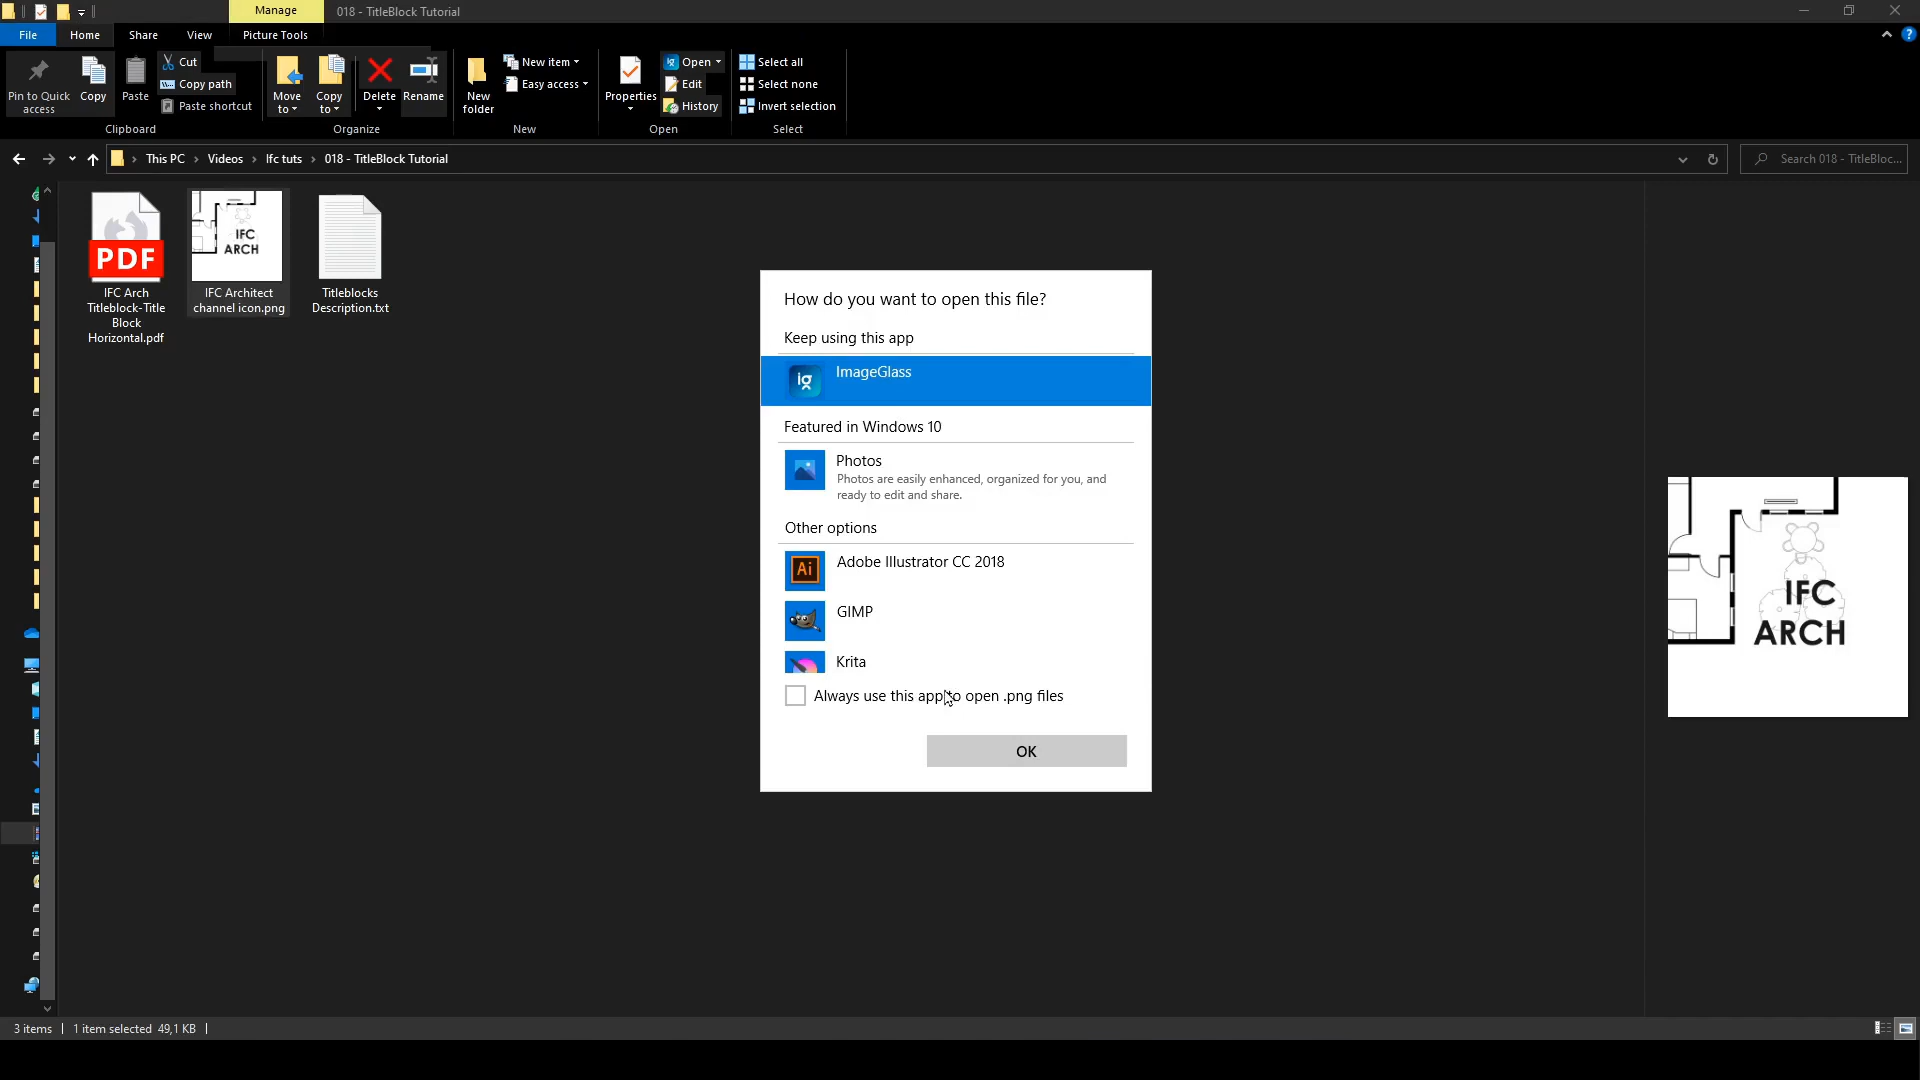 Manage
018 - TitleBlock Tutorial
File
Home
Share
View
Picture Tools
Pin to Quick
access
Copy
Paste
Cut
Copy path
Paste shortcut
Clipboard
Move
to
Copy
to
Delete
Rename
Organize
New
folder
New item
Easy access
New
Properties
Open
Edit
History
Open
Select all
Select none
Invert selection
Select
This PC
Videos
Ifc tuts
018 - TitleBlock Tutorial
Search 018 - TitleBloc...
PDF
IFC Arch
Titleblock-Title
Block
Horizontal.pdf
IFC
ARCH
IFC Architect
channel icon.png
Titleblocks
Description.txt
How do you want to open this file?
Keep using this app
ig
ImageGlass
Featured in Windows 10
Photos
Photos are easily enhanced, organized for you, and
ready to edit and share.
Other options
Ai
Adobe Illustrator CC 2018
GIMP
Krita
Always use this app to open .png files
OK
IFC
ARCH
3 items
1 item selected 49,1 KB